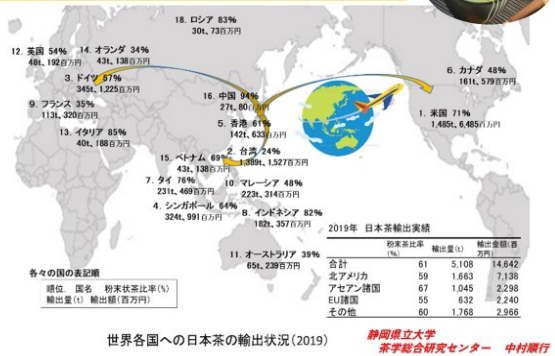 18. ロシア 83%
30t、73百万円
12. 英国 54%
48t、192百万円
14. オランダ 34%
43t、138百万円
3. ドイツ 57%
345t、1,225百万円
6. カナダ 48%
161t、579百万円
16. 中国 94%
27t、80百万円
9. フランス 35%
113t、320百万円
5. 香港 61%
142t、633百万円
1. 米国 71%
1,485t、6,485百万円
13. イタリア 85%
40t、188百万円
2. 台湾 24%
1,389t、1,527百万円
15. ベトナム 69%
43t、138百万円
7. タイ 76%
231t、469百万円
10. マレーシア 48%
223t、314百万円
4. シンガポール 64%
324t、991百万円
8. インドネシア 82%
182t、357百万円
11. オーストラリア 39%
65t、239百万円
2019年 日本茶輸出実績
粉末茶比率(%) 輸出量(t) 輸出金額(百万円)
合計 61 5,108 14,642
北アメリカ 59 1,663 7,138
アセアン諸国 67 1,045 2,298
EU諸国 55 632 2,240
その他 60 1,768 2,966
各々の国の表記順
順位. 国名 粉末状茶比率(%)
輸出量(t) 輸出額(百万円)
世界各国への日本茶の輸出状況(2019)
静岡県立大学
茶学総合研究センター 中村順行